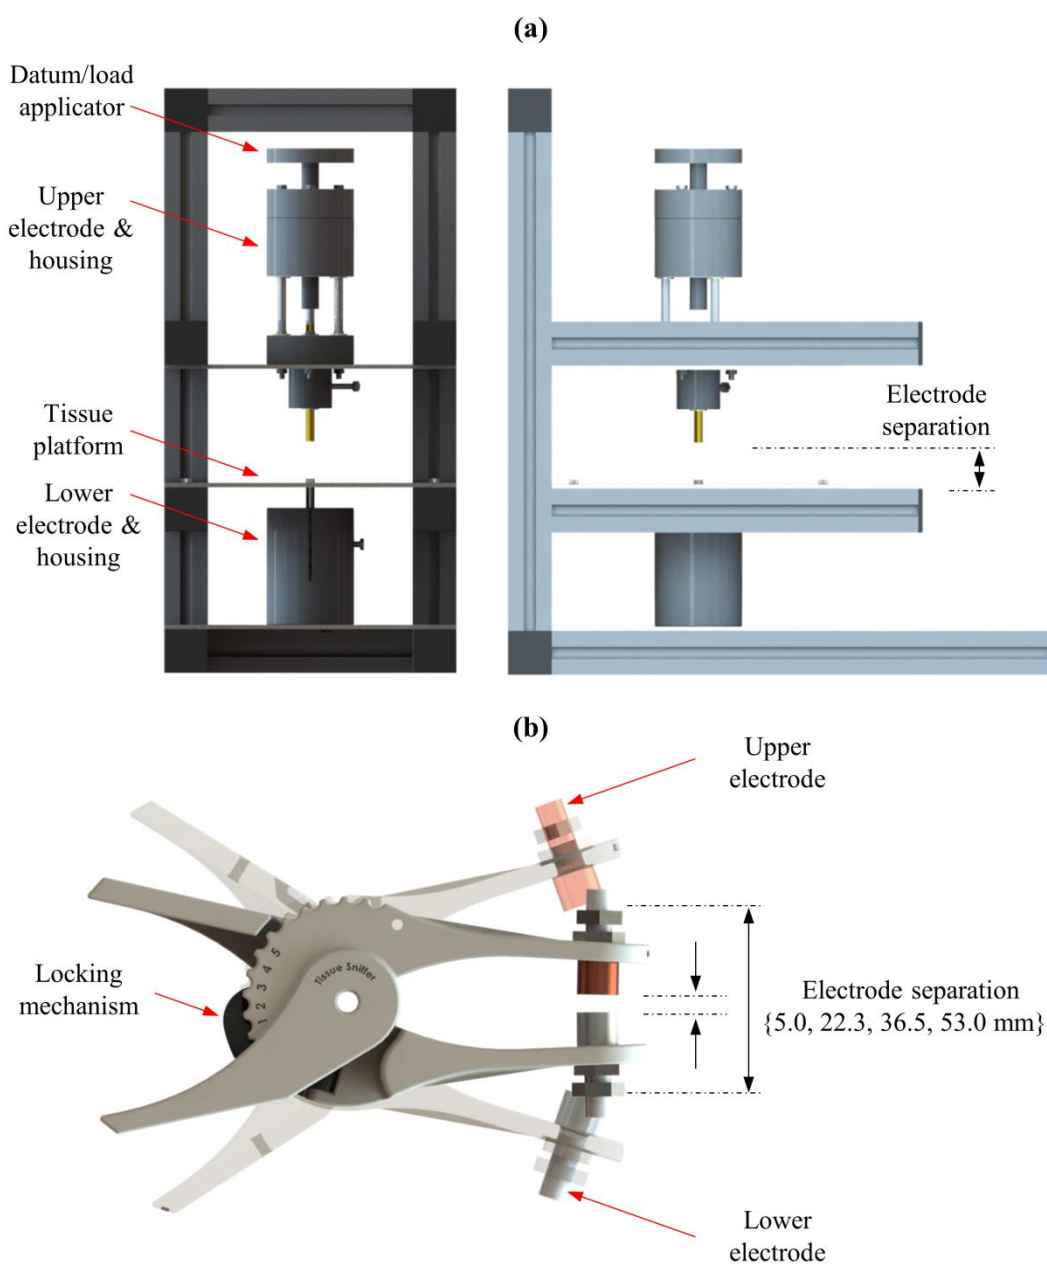 (a)
Datum/load
applicator
Upper
electrode &
housing
Tissue
platform
Lower
electrode &
housing
Electrode
separation
(b)
Upper
electrode
Locking
mechanism
1 2 3 4 5
Tissue Sniffer
Electrode separation
{5.0, 22.3, 36.5, 53.0 mm}
Lower
electrode